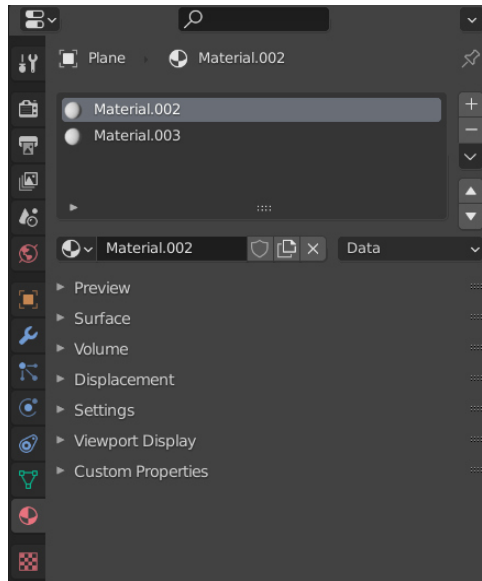 Plane Material.002
Material.002
Material.003
Material.002 Data
Preview
Surface
Volume
Displacement
Settings
Viewport Display
Custom Properties